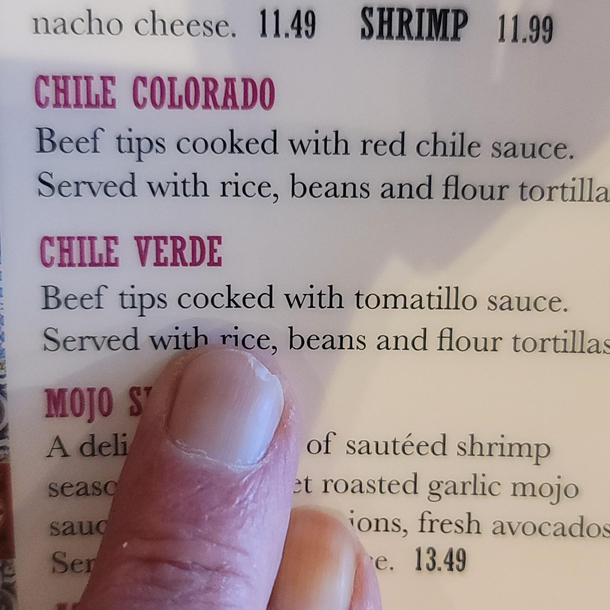 nacho cheese. 11.49 SHRIMP 11.99
CHILE COLORADO
Beef tips cooked with red chile sauce.
Served with rice, beans and flour tortilla
CHILE VERDE
Beef tips cocked with tomatillo sauce.
Served with rice, beans and flour tortillas
MOJO
A of sautéed shrimp
roasted garlic mojo
fresh avocados
13.49